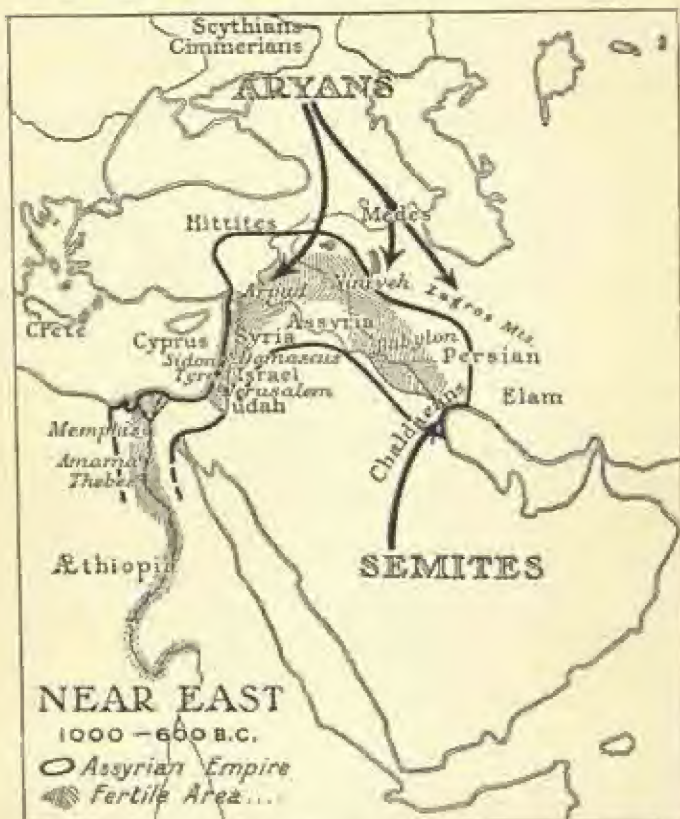 Scythians
Cimmerians
ARYANS
Hittites
Medes
Arpad
Nineveh
Zagros Mts.
Crete
Cyprus
Syria
Assyria
Babylon
Sidon
Damascus
Persian
Tyre
Israel
Jerusalem
Judah
Elam
Chaldaeans
Memphis
Amarna
Thebes
Æthiopia
SEMITES
NEAR EAST
1000 – 600 B.C.
Assyrian Empire
Fertile Area...